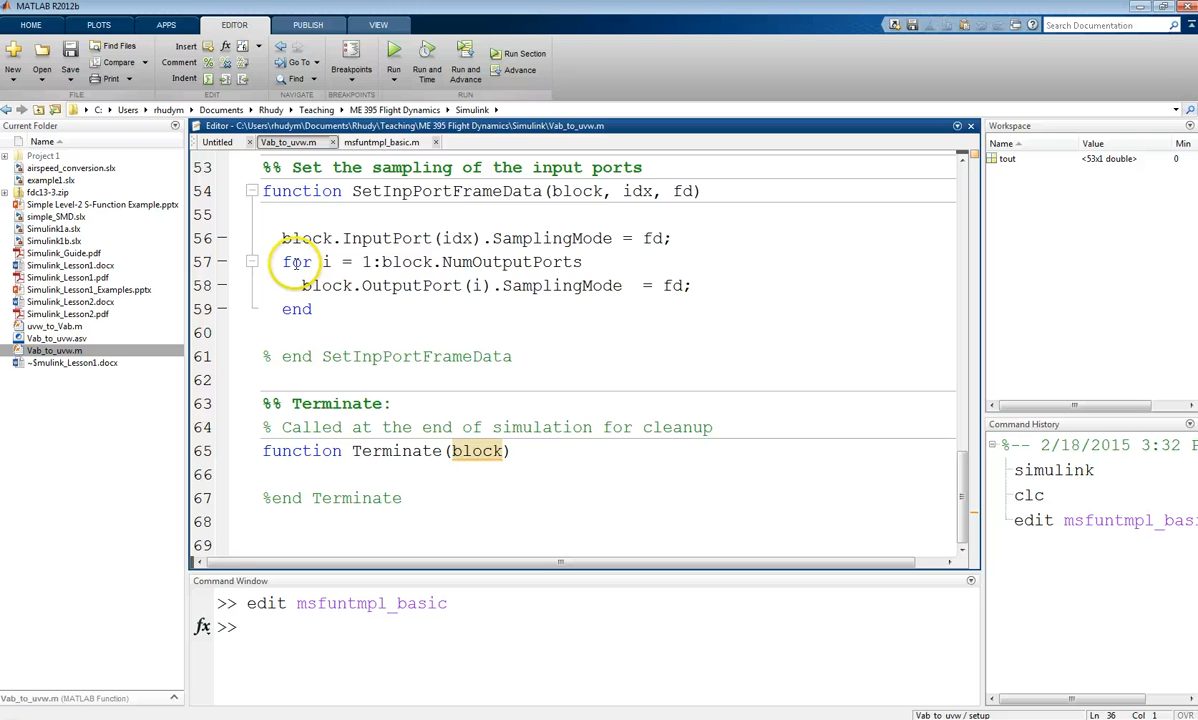 MATLAB R2012b
HOME PLOTS APPS EDITOR PUBLISH VIEW
Search Documentation
New Open Save Find Files Compare Print
Insert Comment Indent
Go To Find
Breakpoints Run Run and Time Run and Advance Run Section Advance
FILE EDIT NAVIGATE BREAKPOINTS RUN
C: Users rhudym Documents Rhudy Teaching ME 395 Flight Dynamics Simulink
Current Folder
Name
Project 1
airspeed_conversion.slx
example1.slx
fdc13-3.zip
Simple Level-2 S-Function Example.pptx
simple_SMD.slx
Simulink1a.slx
Simulink1b.slx
Simulink_Guide.pdf
Simulink_Lesson1.docx
Simulink_Lesson1.pdf
Simulink_Lesson1_Examples.pptx
Simulink_Lesson2.docx
Simulink_Lesson2.pdf
uvw_to_Vab.m
Vab_to_uvw.asv
Vab_to_uvw.m
~$mulink_Lesson1.docx
Vab_to_uvw.m (MATLAB Function)
Editor - C:\Users\rhudym\Documents\Rhudy\Teaching\ME 395 Flight Dynamics\Simulink\Vab_to_uvw.m
Untitled Vab_to_uvw.m msfuntmpl_basic.m
53 %% Set the sampling of the input ports
54 function SetInpPortFrameData(block, idx, fd)
55
56 block.InputPort(idx).SamplingMode = fd;
57 for i = 1:block.NumOutputPorts
58 block.OutputPort(i).SamplingMode = fd;
59 end
60
61 % end SetInpPortFrameData
62
63 %% Terminate:
64 % Called at the end of simulation for cleanup
65 function Terminate(block)
66
67 %end Terminate
68
69
Command Window
>> edit msfuntmpl_basic
fx >>
Workspace
Name Value Min
tout <53x1 double> 0
Command History
%-- 2/18/2015 3:32 P
simulink
clc
edit msfuntmpl_bas
Vab_to_uvw / setup Ln 36 Col 1 OVR